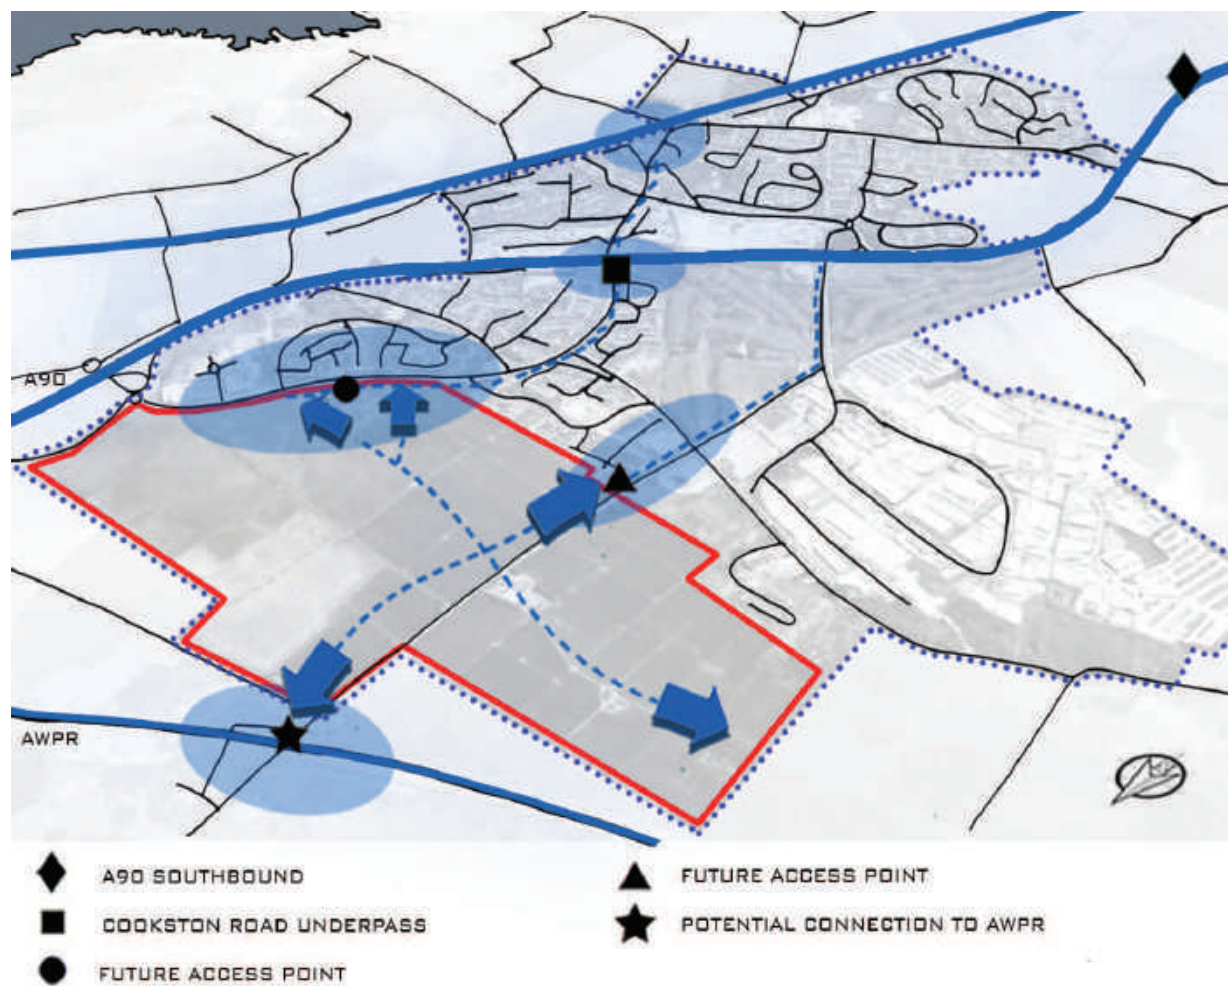 A90
AWPR
A90 SOUTHBOUND
COOKSTON ROAD UNDERPASS
FUTURE ACCESS POINT
FUTURE ACCESS POINT
POTENTIAL CONNECTION TO AWPR